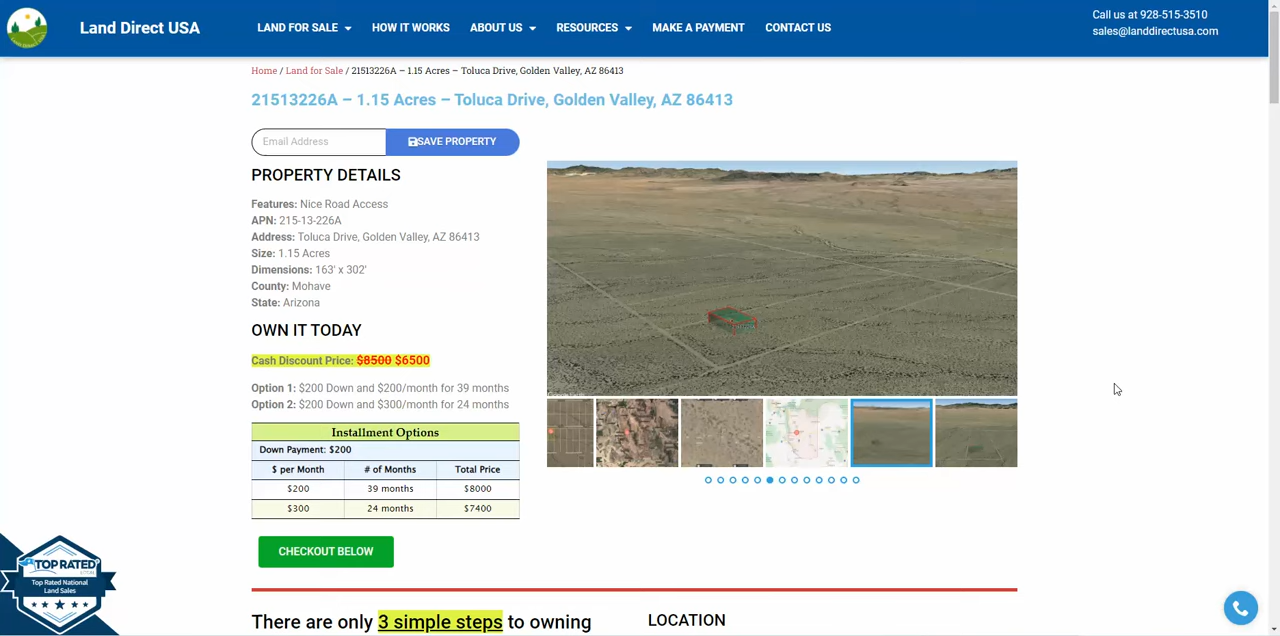 Land Direct USA
LAND FOR SALE
HOW IT WORKS
ABOUT US
RESOURCES
MAKE A PAYMENT
CONTACT US
Call us at 928-515-3510
sales@landdirectusa.com
Home / Land for Sale / 21513226A – 1.15 Acres – Toluca Drive, Golden Valley, AZ 86413
21513226A – 1.15 Acres – Toluca Drive, Golden Valley, AZ 86413
Email Address
SAVE PROPERTY
PROPERTY DETAILS
Features: Nice Road Access
APN: 215-13-226A
Address: Toluca Drive, Golden Valley, AZ 86413
Size: 1.15 Acres
Dimensions: 163' x 302'
County: Mohave
State: Arizona
OWN IT TODAY
Cash Discount Price: $8500 $6500
Option 1: $200 Down and $200/month for 39 months
Option 2: $200 Down and $300/month for 24 months
Installment Options
Down Payment: $200
$ per Month # of Months Total Price
$200 39 months $8000
$300 24 months $7400
CHECKOUT BELOW
TOP RATED
Top Rated National
Land Sales
There are only 3 simple steps to owning
LOCATION